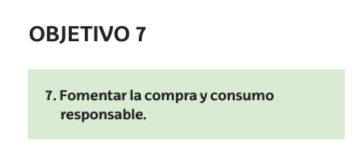 OBJETIVO 7
7. Fomentar la compra y consumo
responsable.